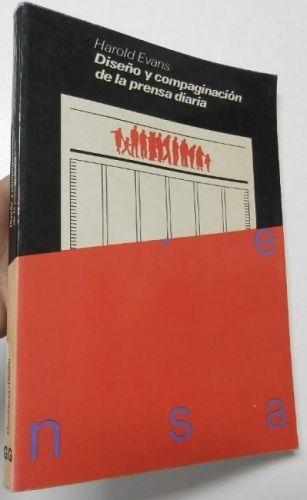 Harold Evans
Diseño y compaginación
de la prensa diaria
e
n s a
GG